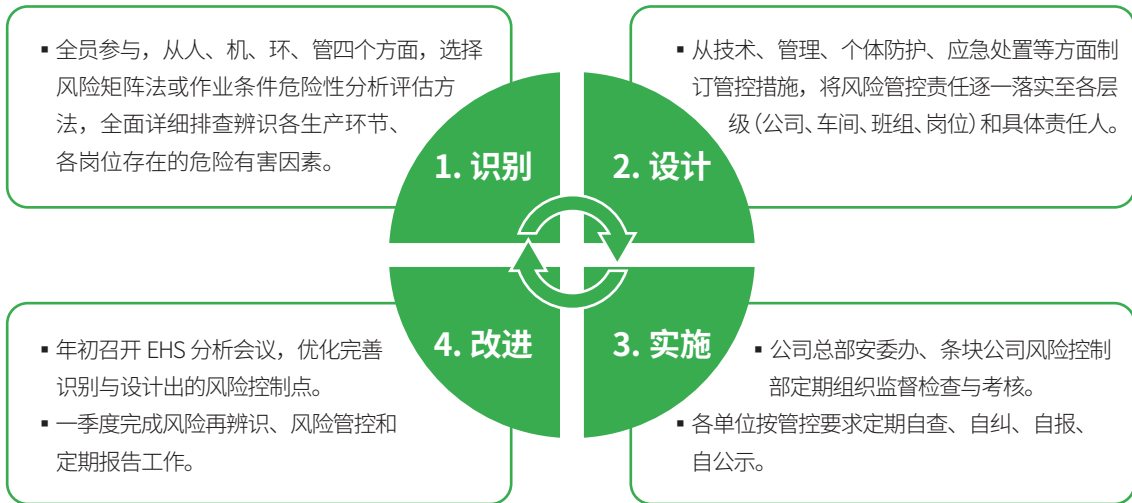 ▪ 全员参与，从人、机、环、管四个方面，选择
风险矩阵法或作业条件危险性分析评估方
法，全面详细排查辨识各生产环节、
各岗位存在的危险有害因素。
1. 识别
▪ 从技术、管理、个体防护、应急处置等方面制
订管控措施，将风险管控责任逐一落实至各层
级（公司、车间、班组、岗位）和具体责任人。
2. 设计
▪ 公司总部安委办、条块公司风险控制
部定期组织监督检查与考核。
▪ 各单位按管控要求定期自查、自纠、自报、
自公示。
3. 实施
▪ 年初召开 EHS 分析会议，优化完善
识别与设计出的风险控制点。
▪ 一季度完成风险再辨识、风险管控和
定期报告工作。
4. 改进